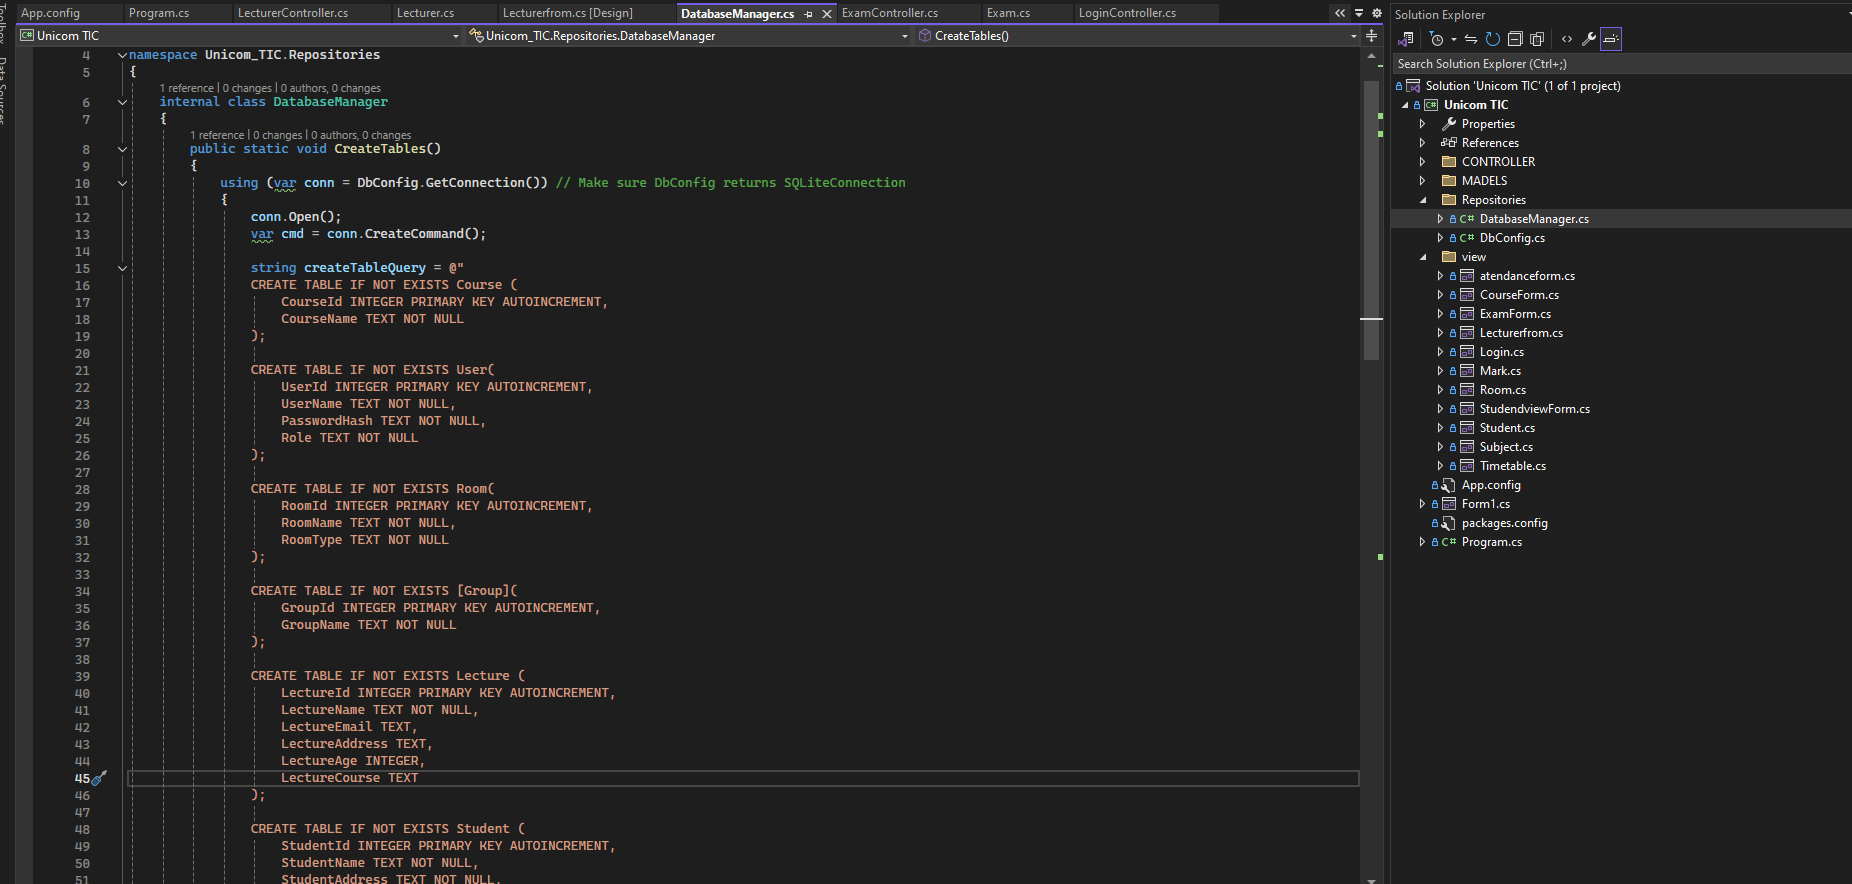 App.config Program.cs LecturerController.cs Lecturer.cs Lecturerfrom.cs [Design] DatabaseManager.cs ExamController.cs Exam.cs LoginController.cs
Unicom TIC Unicom_TIC.Repositories.DatabaseManager CreateTables()
4 namespace Unicom_TIC.Repositories
5 {
1 reference | 0 changes | 0 authors, 0 changes
6 internal class DatabaseManager
7 {
1 reference | 0 changes | 0 authors, 0 changes
8 public static void CreateTables()
9 {
10 using (var conn = DbConfig.GetConnection()) // Make sure DbConfig returns SQLiteConnection
11 {
12 conn.Open();
13 var cmd = conn.CreateCommand();
14
15 string createTableQuery = @"
16 CREATE TABLE IF NOT EXISTS Course (
17 CourseId INTEGER PRIMARY KEY AUTOINCREMENT,
18 CourseName TEXT NOT NULL
19 );
20
21 CREATE TABLE IF NOT EXISTS User(
22 UserId INTEGER PRIMARY KEY AUTOINCREMENT,
23 UserName TEXT NOT NULL,
24 PasswordHash TEXT NOT NULL,
25 Role TEXT NOT NULL
26 );
27
28 CREATE TABLE IF NOT EXISTS Room(
29 RoomId INTEGER PRIMARY KEY AUTOINCREMENT,
30 RoomName TEXT NOT NULL,
31 RoomType TEXT NOT NULL
32 );
33
34 CREATE TABLE IF NOT EXISTS [Group](
35 GroupId INTEGER PRIMARY KEY AUTOINCREMENT,
36 GroupName TEXT NOT NULL
37 );
38
39 CREATE TABLE IF NOT EXISTS Lecture (
40 LectureId INTEGER PRIMARY KEY AUTOINCREMENT,
41 LectureName TEXT NOT NULL,
42 LectureEmail TEXT,
43 LectureAddress TEXT,
44 LectureAge INTEGER,
45 LectureCourse TEXT
46 );
47
48 CREATE TABLE IF NOT EXISTS Student (
49 StudentId INTEGER PRIMARY KEY AUTOINCREMENT,
50 StudentName TEXT NOT NULL,
51 StudentAddress TEXT NOT NULL,
Solution Explorer
Search Solution Explorer (Ctrl+;)
Solution 'Unicom TIC' (1 of 1 project)
C# Unicom TIC
Properties
References
CONTROLLER
MADELS
Repositories
C# DatabaseManager.cs
C# DbConfig.cs
view
atendanceform.cs
CourseForm.cs
ExamForm.cs
Lecturerfrom.cs
Login.cs
Mark.cs
Room.cs
StudendviewForm.cs
Student.cs
Subject.cs
Timetable.cs
App.config
Form1.cs
packages.config
C# Program.cs